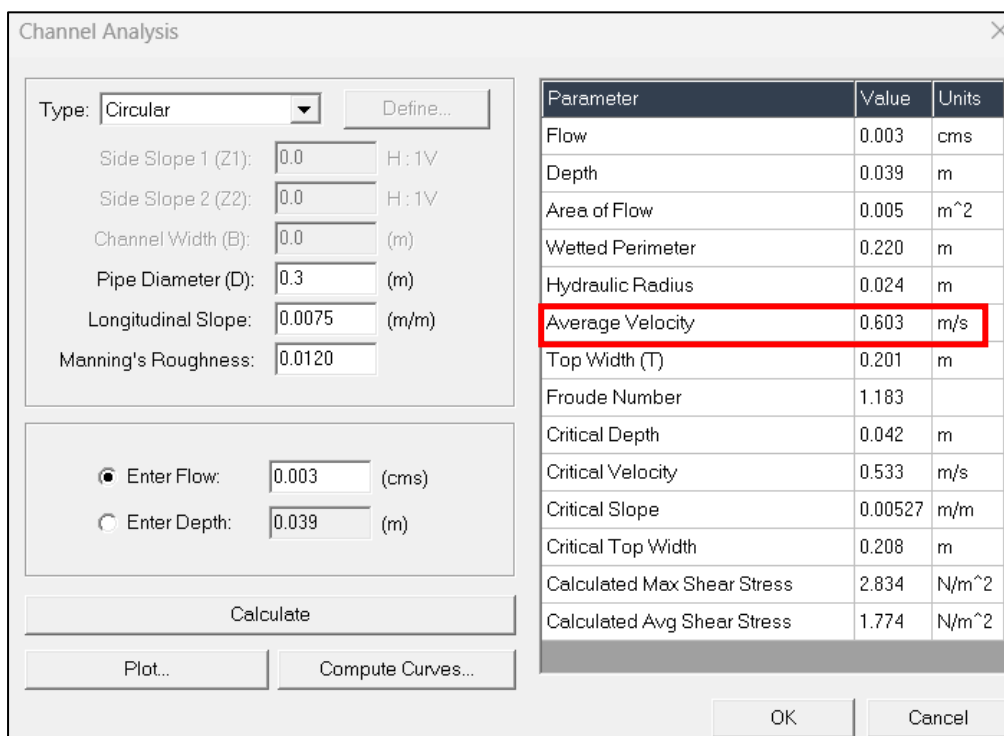 Channel Analysis
Type: Circular Define...
Side Slope 1 (Z1): 0.0 H : 1V
Side Slope 2 (Z2): 0.0 H : 1V
Channel Width (B): 0.0 (m)
Pipe Diameter (D): 0.3 (m)
Longitudinal Slope: 0.0075 (m/m)
Manning's Roughness: 0.0120
Enter Flow: 0.003 (cms)
Enter Depth: 0.039 (m)
Calculate
Plot... Compute Curves...
Parameter Value Units
Flow 0.003 cms
Depth 0.039 m
Area of Flow 0.005 m^2
Wetted Perimeter 0.220 m
Hydraulic Radius 0.024 m
Average Velocity 0.603 m/s
Top Width (T) 0.201 m
Froude Number 1.183
Critical Depth 0.042 m
Critical Velocity 0.533 m/s
Critical Slope 0.00527 m/m
Critical Top Width 0.208 m
Calculated Max Shear Stress 2.834 N/m^2
Calculated Avg Shear Stress 1.774 N/m^2
OK Cancel